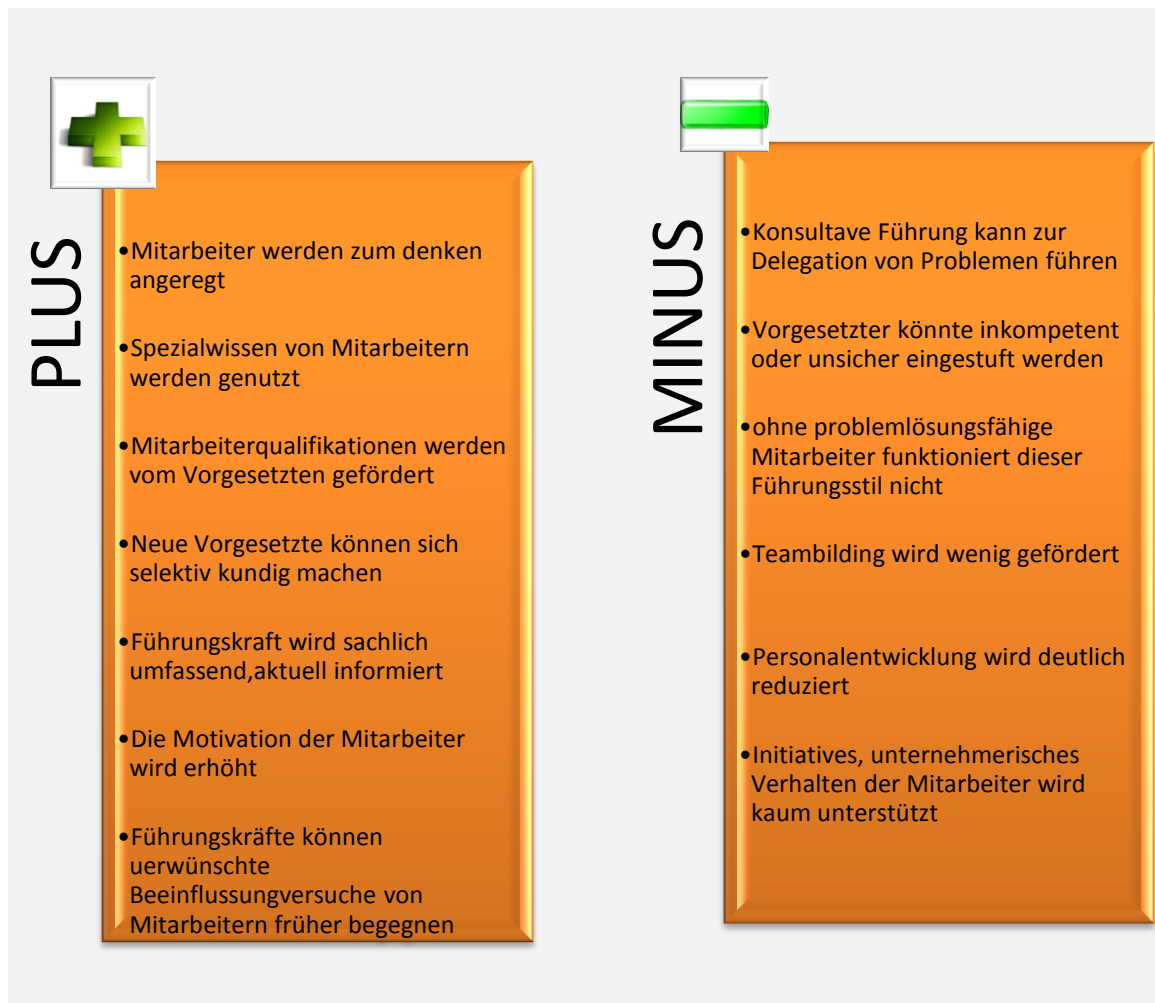 PLUS
•Mitarbeiter werden zum denken
angeregt
•Spezialwissen von Mitarbeitern
werden genutzt
•Mitarbeiterqualifikationen werden
vom Vorgesetzten gefördert
•Neue Vorgesetzte können sich
selektiv kundig machen
•Führungskraft wird sachlich
umfassend,aktuell informiert
•Die Motivation der Mitarbeiter
wird erhöht
•Führungskräfte können
uerwünschte
Beeinflussungversuche von
Mitarbeitern früher begegnen
MINUS
•Konsultave Führung kann zur
Delegation von Problemen führen
•Vorgesetzter könnte inkompetent
oder unsicher eingestuft werden
•ohne problemlösungsfähige
Mitarbeiter funktioniert dieser
Führungsstil nicht
•Teambilding wird wenig gefördert
•Personalentwicklung wird deutlich
reduziert
•Initiatives, unternehmerisches
Verhalten der Mitarbeiter wird
kaum unterstützt